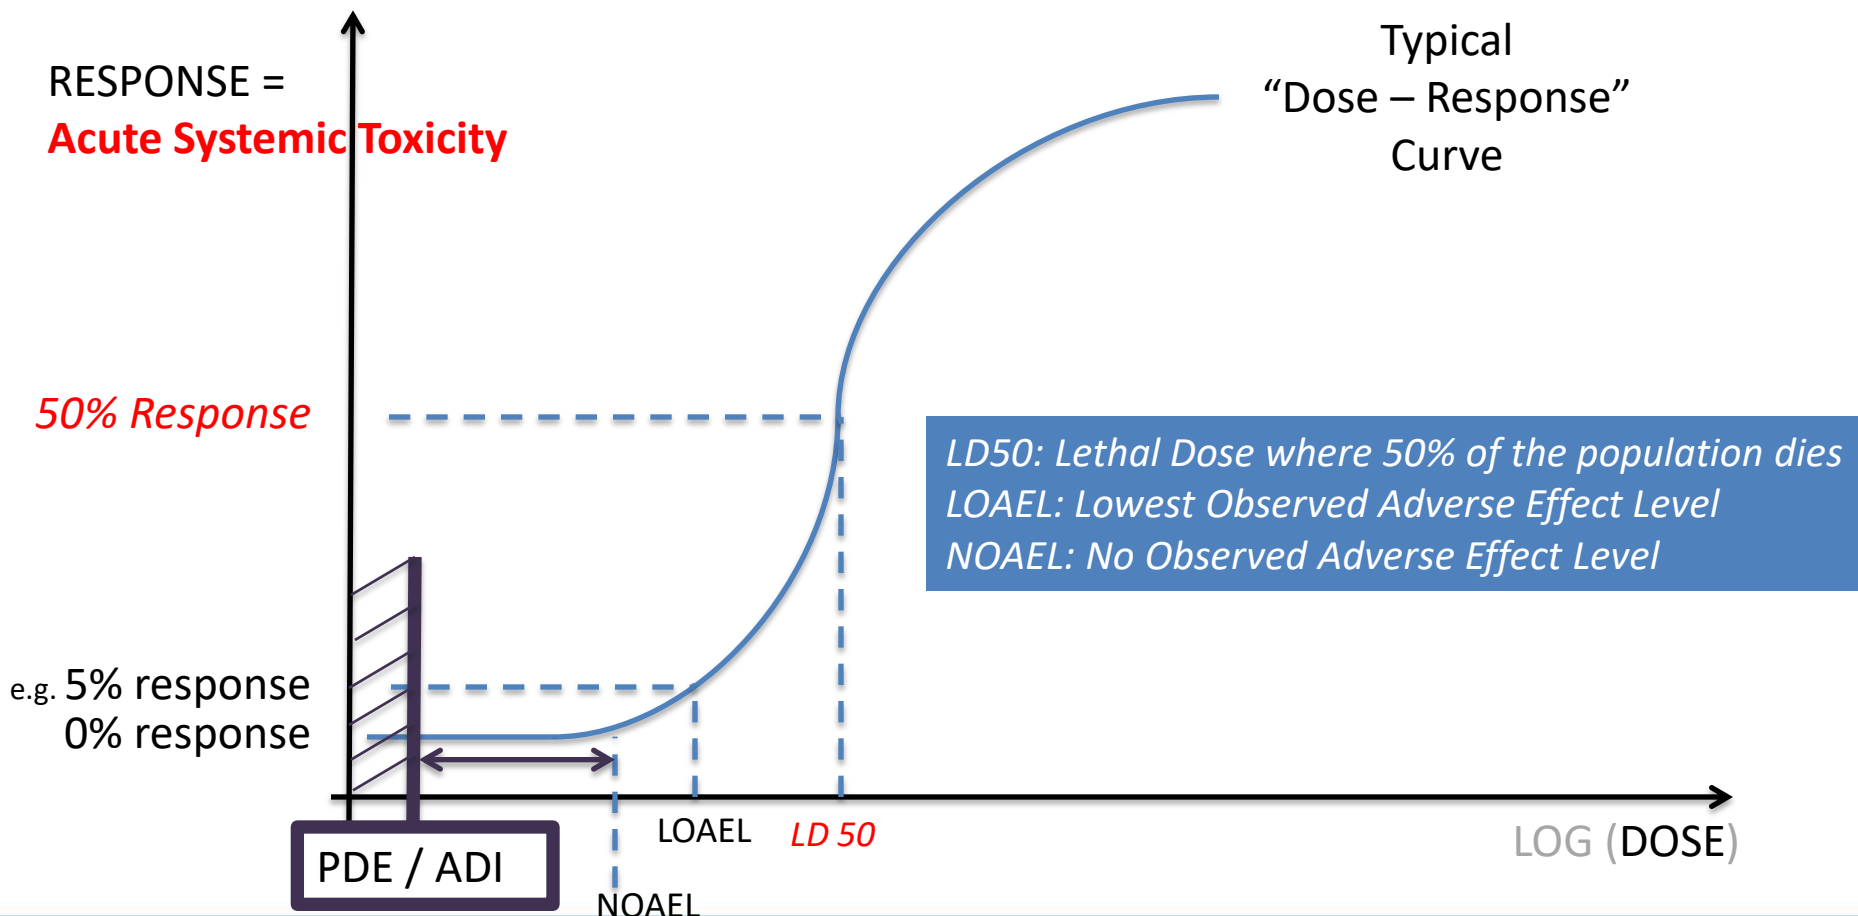 Typical
“Dose – Response”
Curve
RESPONSE =
Acute Systemic Toxicity
50% Response
LD50: Lethal Dose where 50% of the population dies
LOAEL: Lowest Observed Adverse Effect Level
NOAEL: No Observed Adverse Effect Level
e.g. 5% response
0% response
LOAEL
LD 50
LOG (DOSE)
PDE / ADI
NOAEL